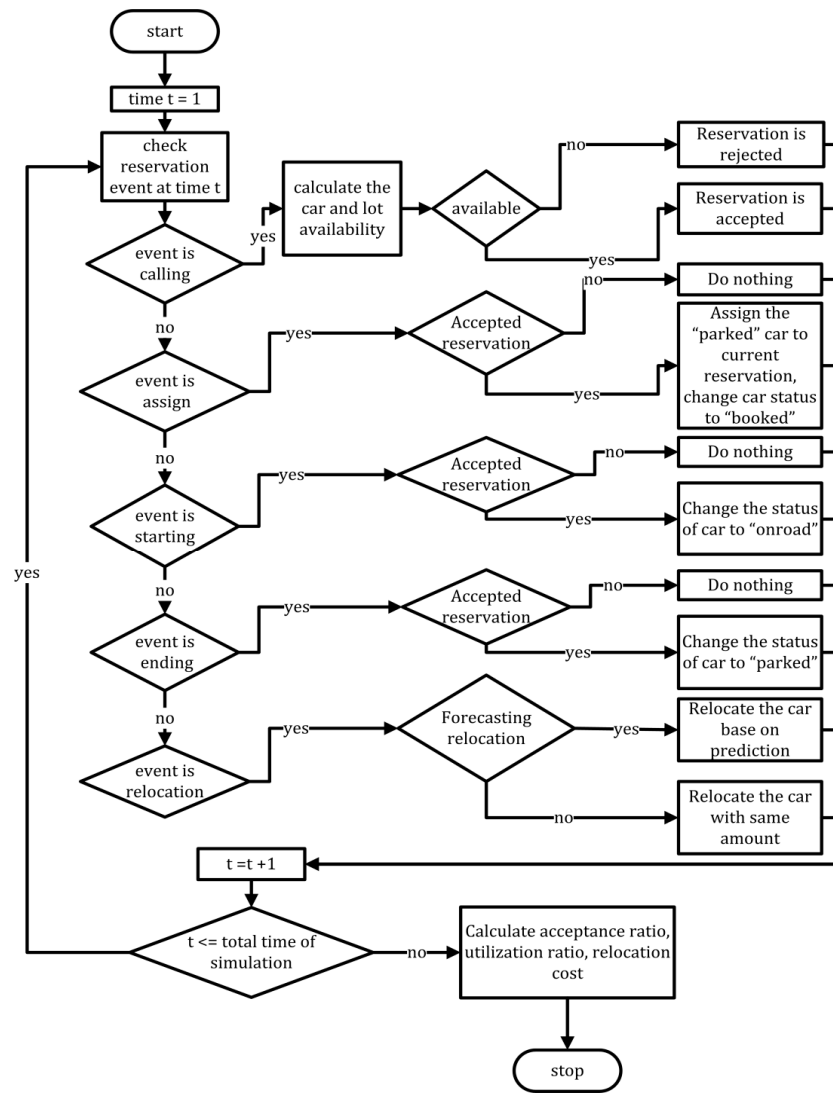 start
time t = 1
check
reservation
event at time t
calculate the
car and lot
availability
available
no
Reservation is
rejected
yes
Reservation is
accepted
yes
event is
calling
no
event is
assign
yes
Accepted
reservation
no
Do nothing
yes
Assign the
“parked” car to
current
reservation,
change car status
to “booked”
no
event is
starting
yes
Accepted
reservation
no
Do nothing
yes
Change the status
of car to “onroad”
no
event is
ending
yes
Accepted
reservation
no
Do nothing
yes
Change the status
of car to “parked”
no
event is
relocation
yes
Forecasting
relocation
yes
Relocate the car
base on
prediction
no
Relocate the car
with same
amount
t =t +1
t <= total time of
simulation
yes
no
Calculate acceptance ratio,
utilization ratio, relocation
cost
stop